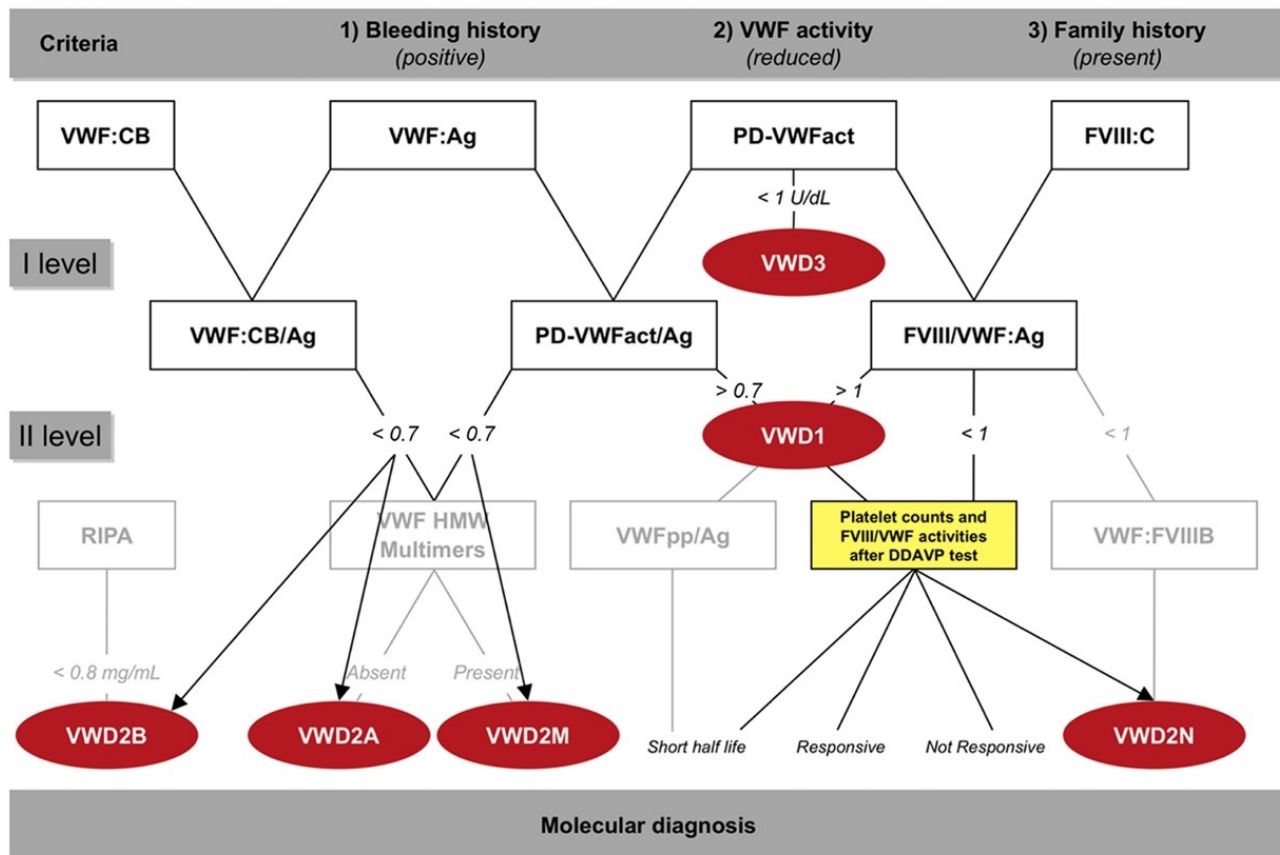 Criteria
1) Bleeding history
(positive)
2) VWF activity
(reduced)
3) Family history
(present)
VWF:CB
VWF:Ag
PD-VWFact
FVIII:C
< 1 U/dL
I level
VWD3
VWF:CB/Ag
PD-VWFact/Ag
FVIII/VWF:Ag
> 0.7
> 1
II level
< 0.7
< 0.7
VWD1
< 1
< 1
RIPA
VWF HMW
Multimers
VWFpp/Ag
Platelet counts and
FVIII/VWF activities
after DDAVP test
VWF:FVIIIB
< 0.8 mg/mL
Absent
Present
VWD2B
VWD2A
VWD2M
Short half life
Responsive
Not Responsive
VWD2N
Molecular diagnosis